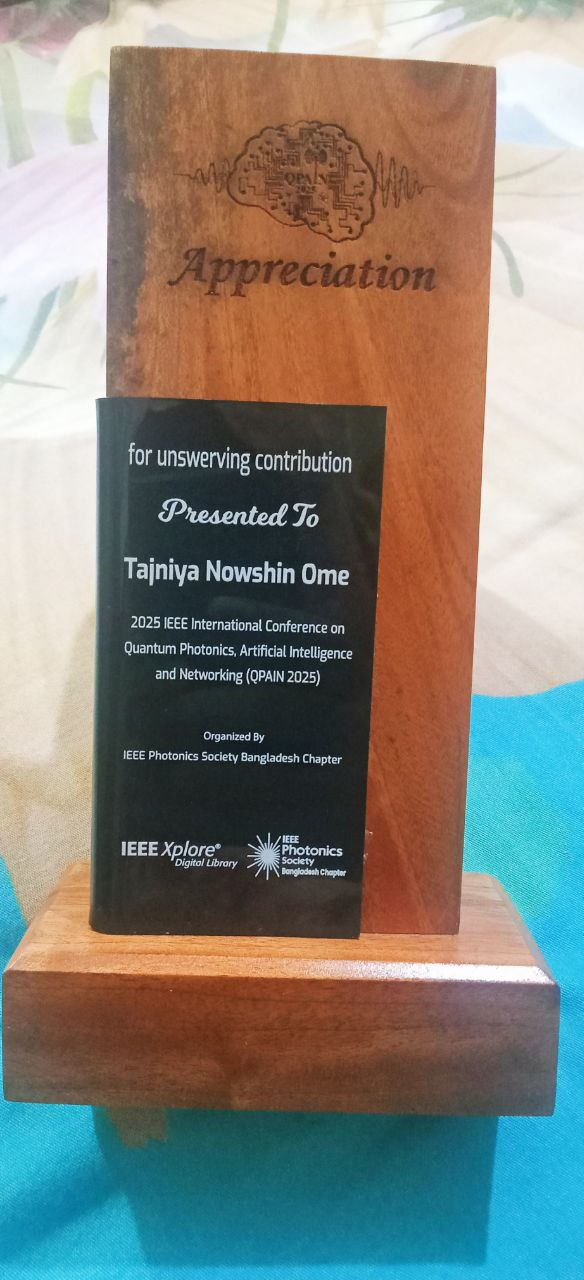 QPAIN
2025
Appreciation
for unswerving contribution
Presented To
Tajniya Nowshin Ome
2025 IEEE International Conference on
Quantum Photonics, Artificial Intelligence
and Networking (QPAIN 2025)
Organized By
IEEE Photonics Society Bangladesh Chapter
IEEE Xplore®
Digital Library
IEEE
Photonics
Society
Bangladesh Chapter